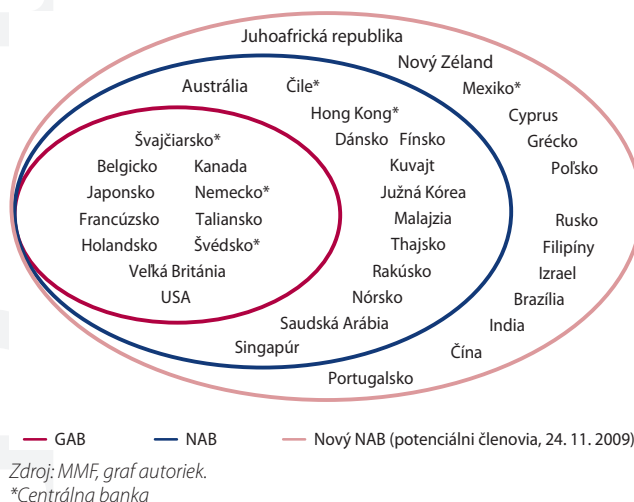 Juhoafrická republika
Nový Zéland
Austrália Čile* Mexiko*
Hong Kong* Cyprus
Švajčiarsko* Dánsko Fínsko Grécko
Belgicko Kanada Kuvajt Poľsko
Japonsko Nemecko* Južná Kórea
Francúzsko Taliansko Malajzia Rusko
Holandsko Švédsko* Thajsko Filipíny
Veľká Británia Rakúsko Izrael
USA Nórsko Brazília
Saudská Arábia India
Singapúr Čína
Portugalsko
GAB NAB Nový NAB (potenciálni členovia, 24. 11. 2009)
Zdroj: MMF, graf autoriek.
*Centrálna banka